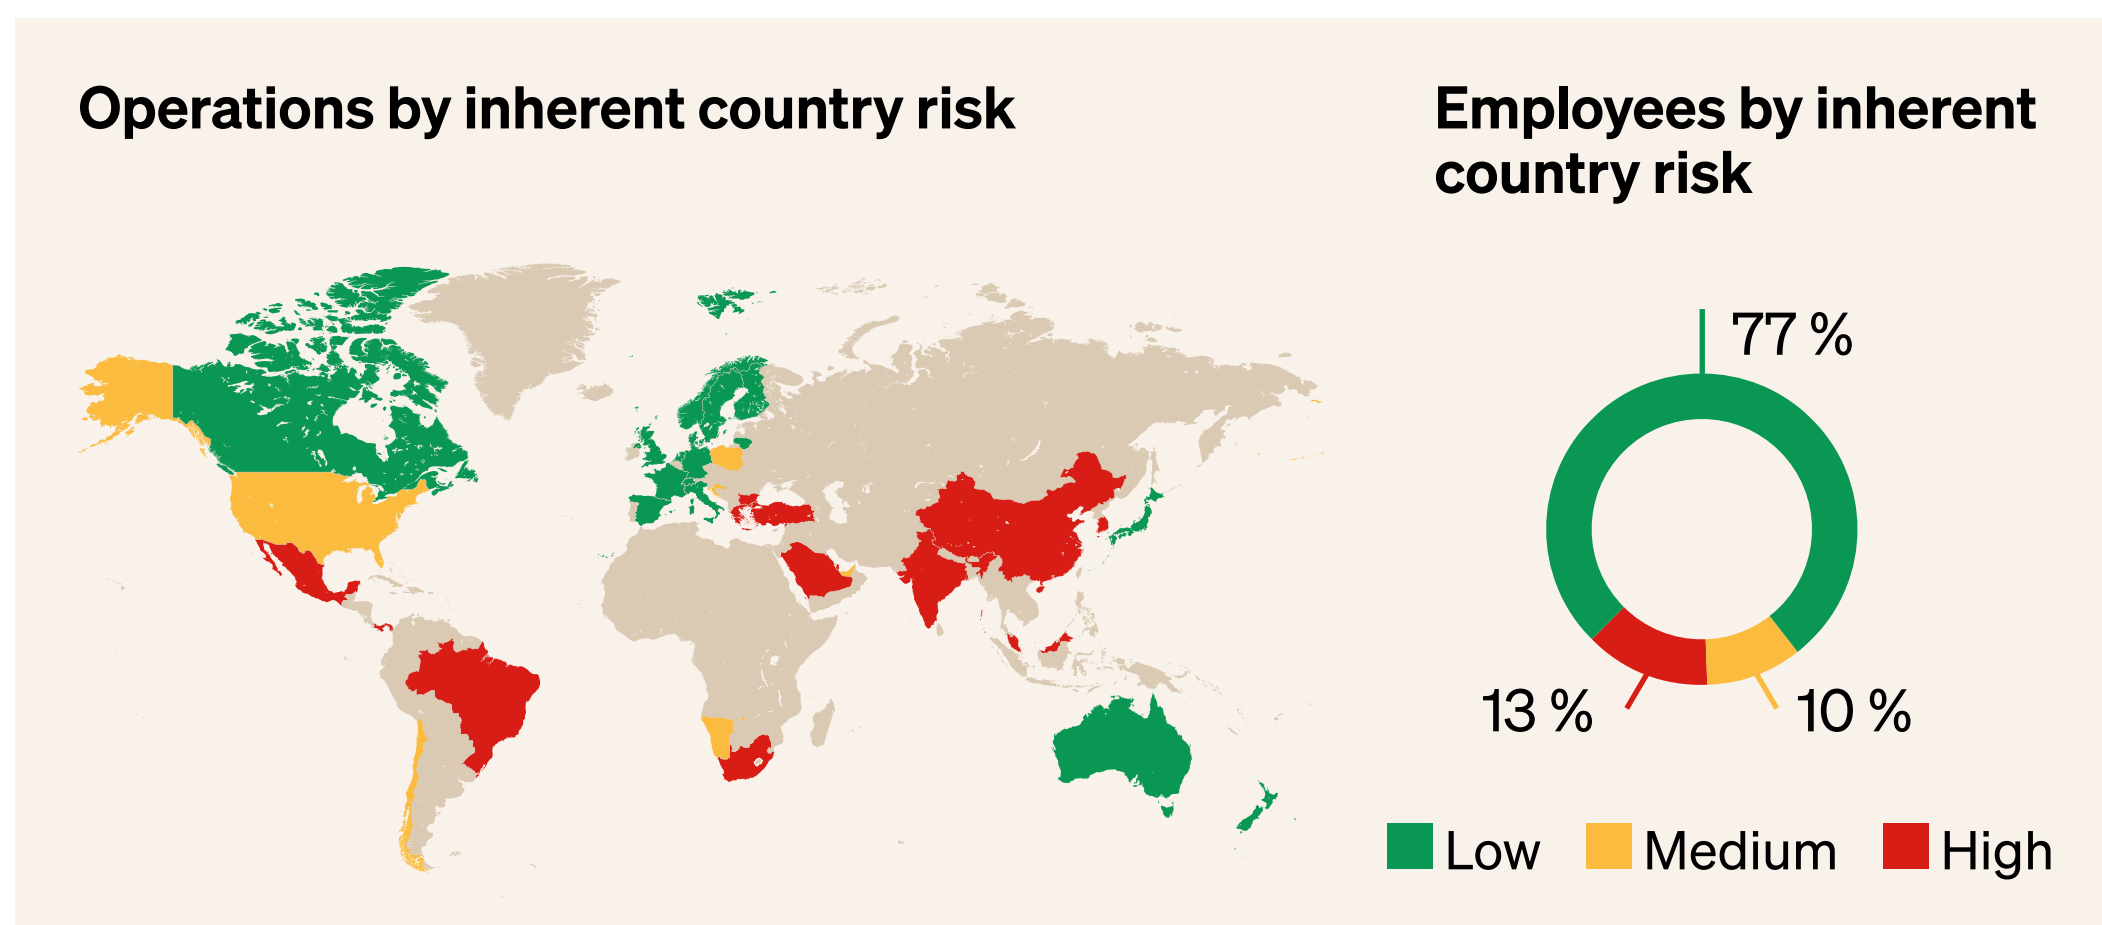 Operations by inherent country risk
Employees by inherent
country risk
77 %
13 %
10 %
Low
Medium
High